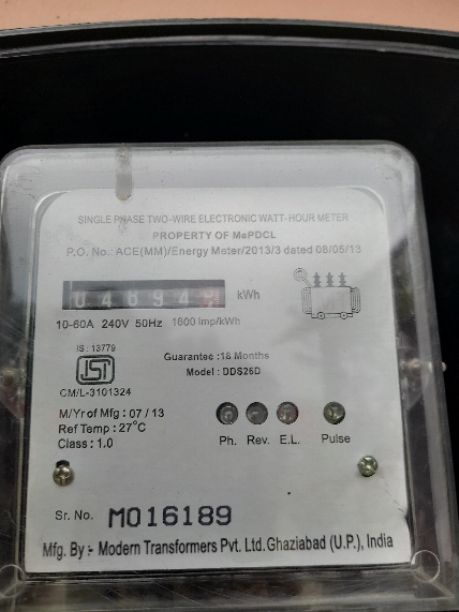 SINGLE PHASE TWO-WIRE ELECTRONIC WATT-HOUR METER
PROPERTY OF MePDCL
P.O. No.: ACE(MM)/Energy Meter/2013/3 dated 08/05/13
kWh
10-60A 240V 50Hz 1600 imp/kWh
IS : 13779
ISI
CM/L-3101324
Guarantee :18 Months
Model : DDS26D
M/Yr of Mfg : 07 / 13
Ref Temp : 27°C
Class : 1.0
Ph. Rev. E.L. Pulse
Sr. No. M016189
Mfg. By :- Modern Transformers Pvt. Ltd. Ghaziabad (U.P.), India